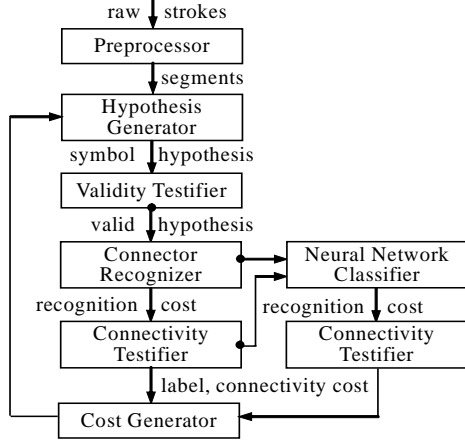 raw strokes
Preprocessor
segments
Hypothesis
Generator
symbol hypothesis
Validity Testifier
valid hypothesis
Connector
Recognizer
Neural Network
Classifier
recognition cost
recognition cost
Connectivity
Testifier
Connectivity
Testifier
label, connectivity cost
Cost Generator